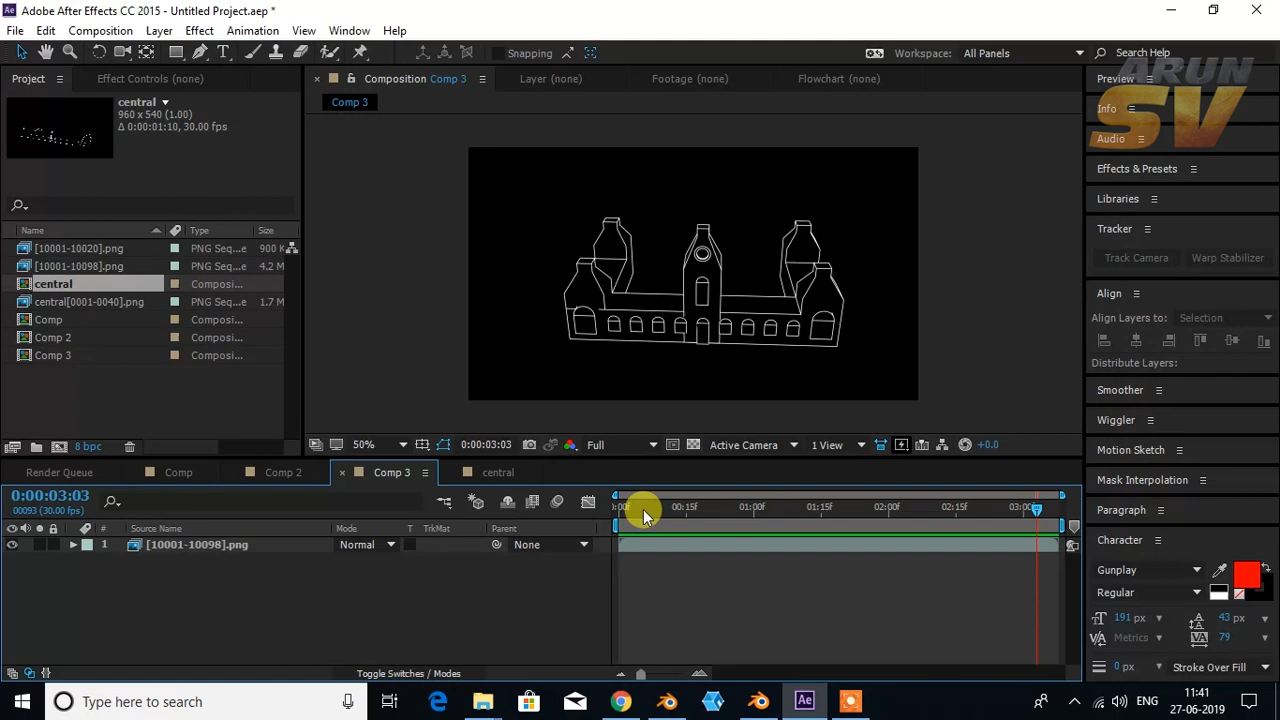 Adobe After Effects CC 2015 - Untitled Project.aep *
File Edit Composition Layer Effect Animation View Window Help
Snapping
Workspace: All Panels
Search Help
Project
Effect Controls (none)
Composition Comp 3
Layer (none)
Footage (none)
Flowchart (none)
Preview
ARUN
SV
Comp 3
central
960 x 540 (1.00)
Δ 0:00:01:10, 30.00 fps
Info
Audio
Effects & Presets
Libraries
Tracker
Track Camera
Warp Stabilizer
Align
Align Layers to: Selection
Distribute Layers:
Smoother
Wiggler
Motion Sketch
Mask Interpolation
Paragraph
Character
Gunplay
Regular
191 px
43 px
Metrics
79
0 px
Stroke Over Fill
Name Type Size
[10001-10020].png PNG Seq...e 900 K
[10001-10098].png PNG Seq...e 4.2 M
central Composi...
central[0001-0040].png PNG Seq...e 1.7 M
Comp Composi...
Comp 2 Composi...
Comp 3 Composi...
8 bpc
50%
0:00:03:03
Full
Active Camera
1 View
+0.0
Render Queue
Comp
Comp 2
Comp 3
central
0:00:03:03
00093 (30.00 fps)
:00f 00:15f 01:00f 01:15f 02:00f 02:15f 03:00f
# Source Name Mode T TrkMat Parent
1 [10001-10098].png Normal None
Toggle Switches / Modes
Type here to search
ENG
11:41
27-06-2019